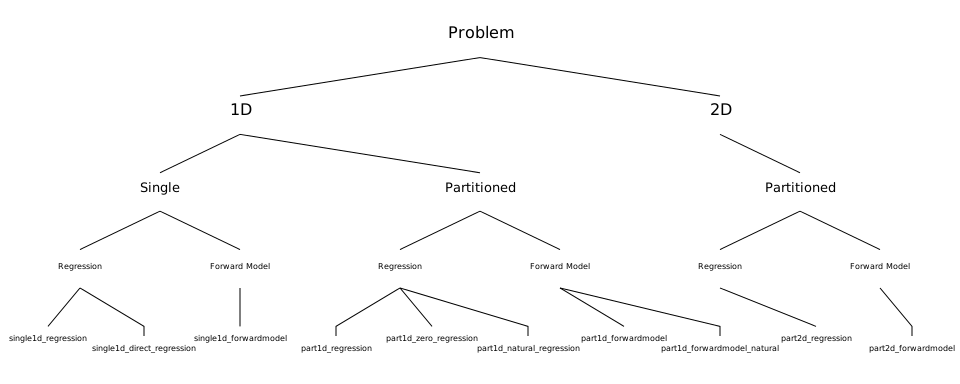 Problem
1D
2D
Single
Partitioned
Partitioned
Regression
Forward Model
Regression
Forward Model
Regression
Forward Model
single1d_regression
single1d_direct_regression
single1d_forwardmodel
part1d_regression
part1d_zero_regression
part1d_natural_regression
part1d_forwardmodel
part1d_forwardmodel_natural
part2d_regression
part2d_forwardmodel